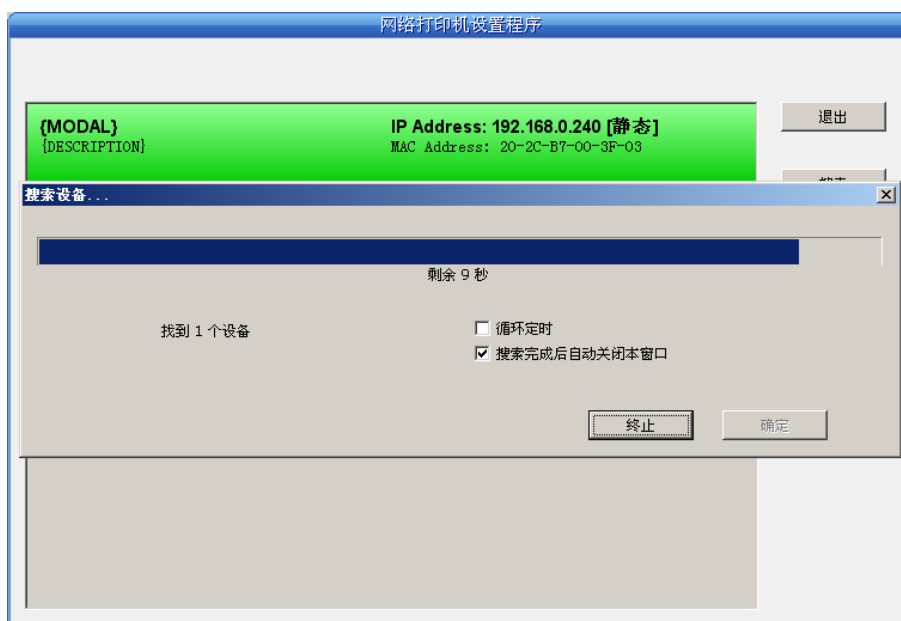 网络打印机设置程序
{MODAL}
IP Address: 192.168.0.240 [静态]
退出
{DESCRIPTION}
MAC Address: 20-2C-B7-00-3F-03
搜索设备...
剩余 9 秒
找到 1 个设备
循环定时
搜索完成后自动关闭本窗口
终止
确定